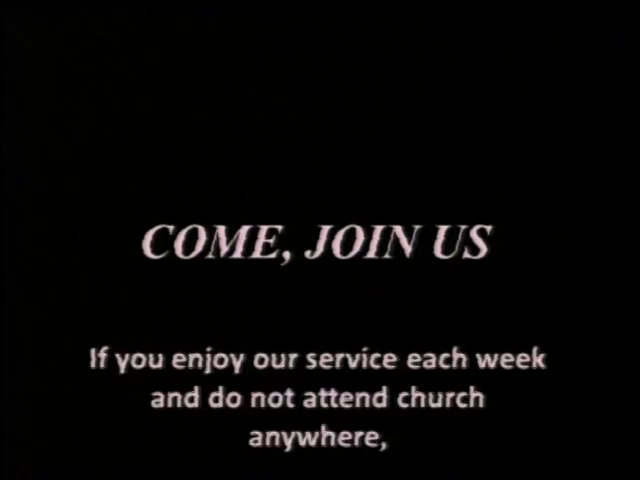 COME, JOIN US
If you enjoy our service each week
and do not attend church
anywhere,